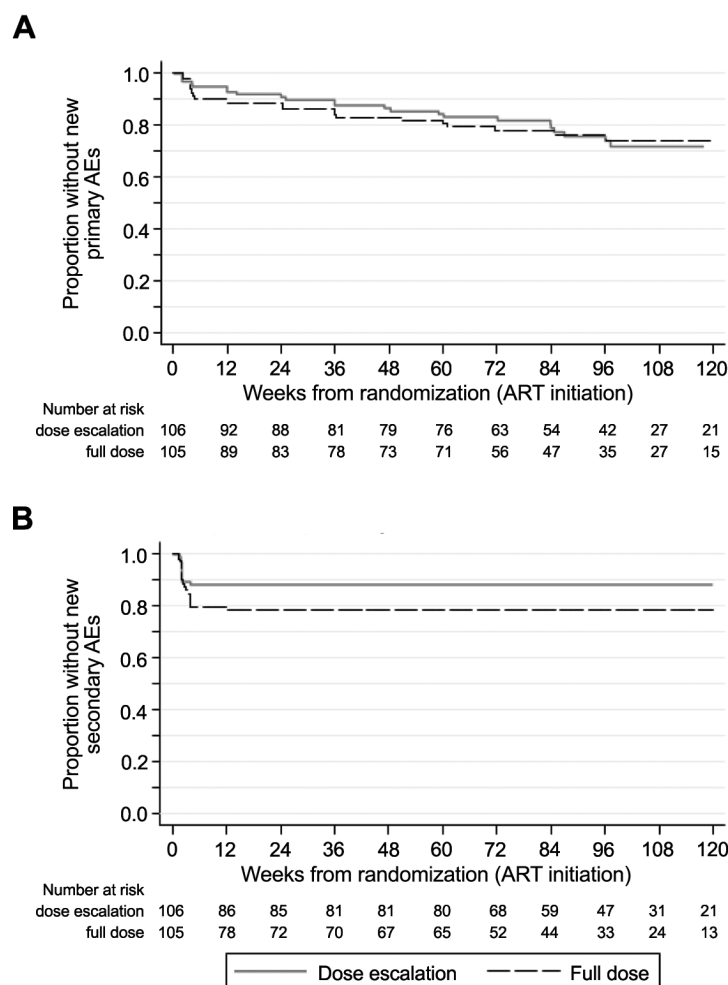 A
Proportion without new
primary AEs
1.0
0.8
0.6
0.4
0.2
0.0
0 12 24 36 48 60 72 84 96 108 120
Weeks from randomization (ART initiation)
Number at risk
dose escalation 106 92 88 81 79 76 63 54 42 27 21
full dose 105 89 83 78 73 71 56 47 35 27 15
B
Proportion without new
secondary AEs
1.0
0.8
0.6
0.4
0.2
0.0
0 12 24 36 48 60 72 84 96 108 120
Weeks from randomization (ART initiation)
Number at risk
dose escalation 106 86 85 81 81 80 68 59 47 31 21
full dose 105 78 72 70 67 65 52 44 33 24 13
Dose escalation Full dose